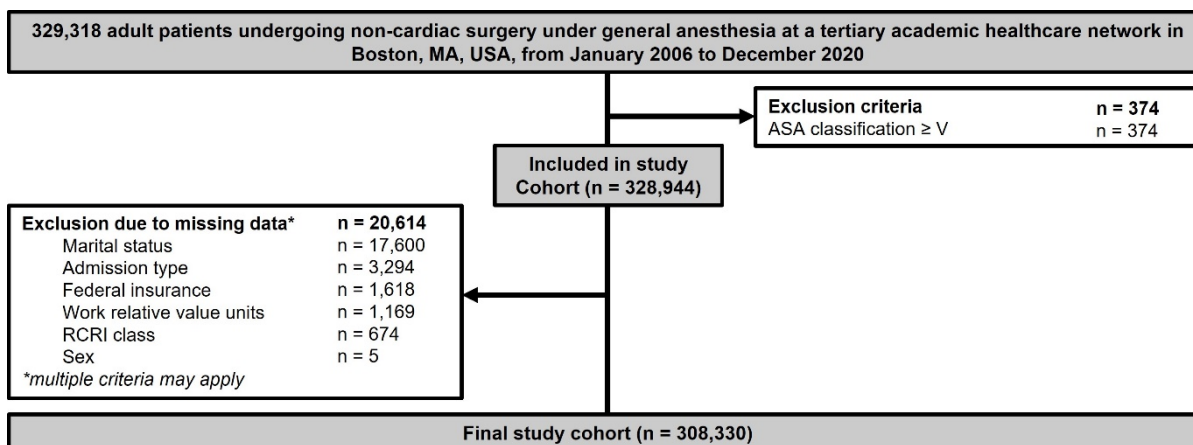 329,318 adult patients undergoing non-cardiac surgery under general anesthesia at a tertiary academic healthcare network in
Boston, MA, USA, from January 2006 to December 2020
Exclusion criteria n = 374
ASA classification ≥ V n = 374
Included in study
Cohort (n = 328,944)
Exclusion due to missing data* n = 20,614
Marital status n = 17,600
Admission type n = 3,294
Federal insurance n = 1,618
Work relative value units n = 1,169
RCRI class n = 674
Sex n = 5
*multiple criteria may apply
Final study cohort (n = 308,330)